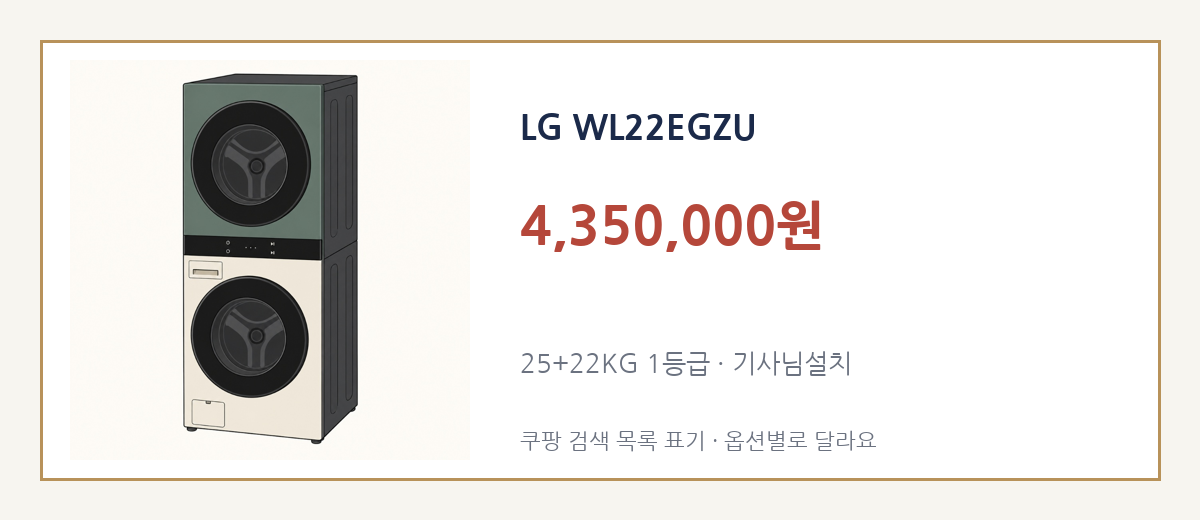 LG WL22EGZU
4,350,000원
25+22KG 1등급 · 기사님설치
쿠팡 검색 목록 표기 · 옵션별로 달라요